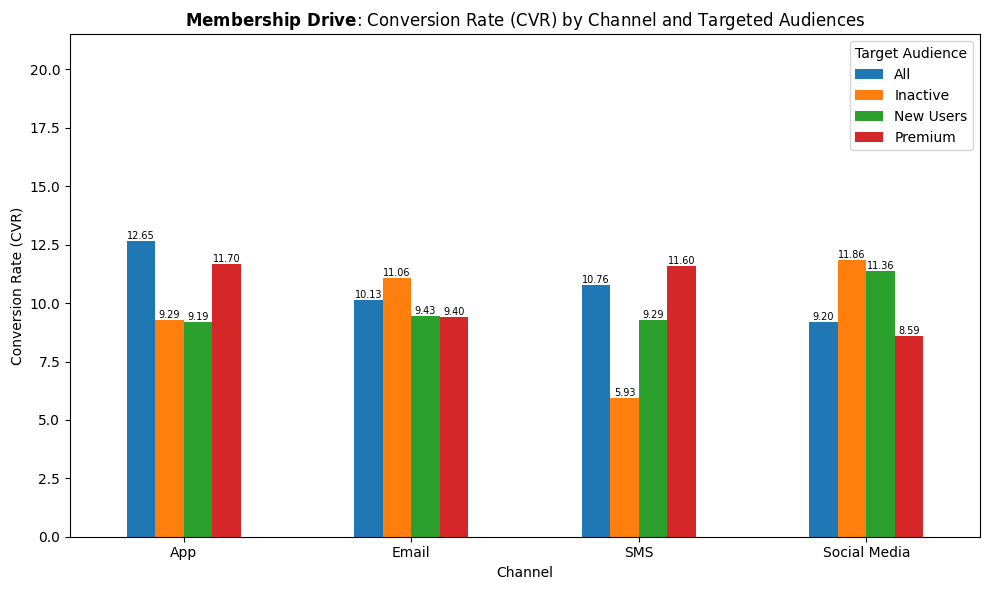 Membership Drive: Conversion Rate (CVR) by Channel and Targeted Audiences
Target Audience
All
Inactive
New Users
Premium
Conversion Rate (CVR)
20.0
17.5
15.0
12.5
10.0
7.5
5.0
2.5
0.0
12.65
9.29
9.19
11.70
10.13
11.06
9.43
9.40
10.76
5.93
9.29
11.60
9.20
11.86
11.36
8.59
App
Email
SMS
Social Media
Channel